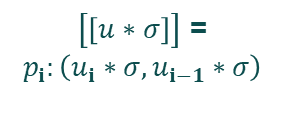 [[u * σ]] =
pᵢ: (uᵢ * σ, uᵢ₋₁ * σ)